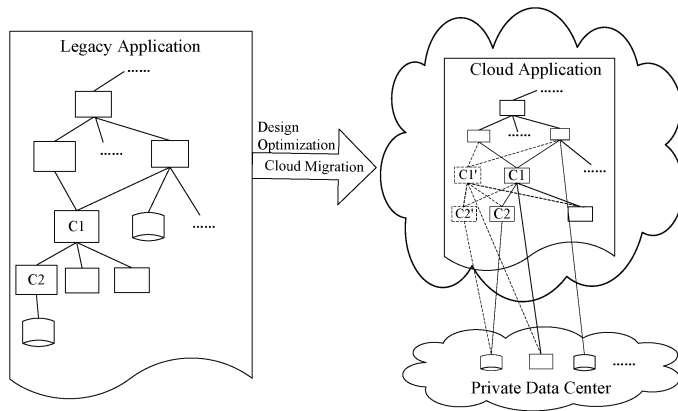 Legacy Application
......
......
C1
......
C2
Design
Optimization
Cloud Migration
Cloud Application
......
......
......
C1'
C1
C2'
C2
......
Private Data Center